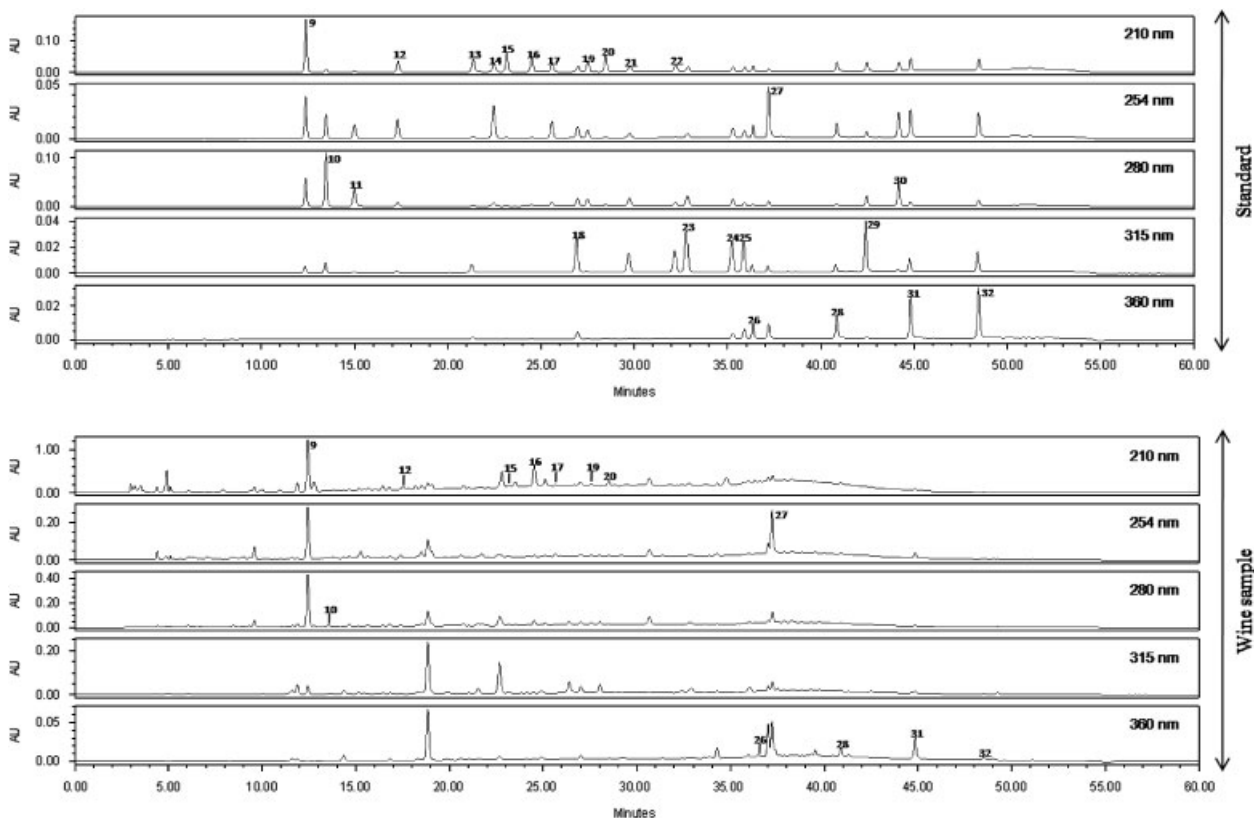 9 12 13 14 15 16 17 19 20 21 22 210 nm
AU 0.10 0.00
27 254 nm
AU 0.05 0.00
10 11 30 280 nm
AU 0.10 0.00
18 23 24 25 29 315 nm
AU 0.04 0.02 0.00
26 28 31 32 360 nm
AU 0.02 0.00
0.00 5.00 10.00 15.00 20.00 25.00 30.00 35.00 40.00 45.00 50.00 55.00 60.00
Minutes
Standard
9 12 15 16 17 19 20 210 nm
AU 1.00 0.00
27 254 nm
AU 0.20 0.00
10 280 nm
AU 0.40 0.20 0.00
315 nm
AU 0.20 0.00
26 28 31 32 360 nm
AU 0.05 0.00
0.00 5.00 10.00 15.00 20.00 25.00 30.00 35.00 40.00 45.00 50.00 55.00 60.00
Minutes
Wine sample